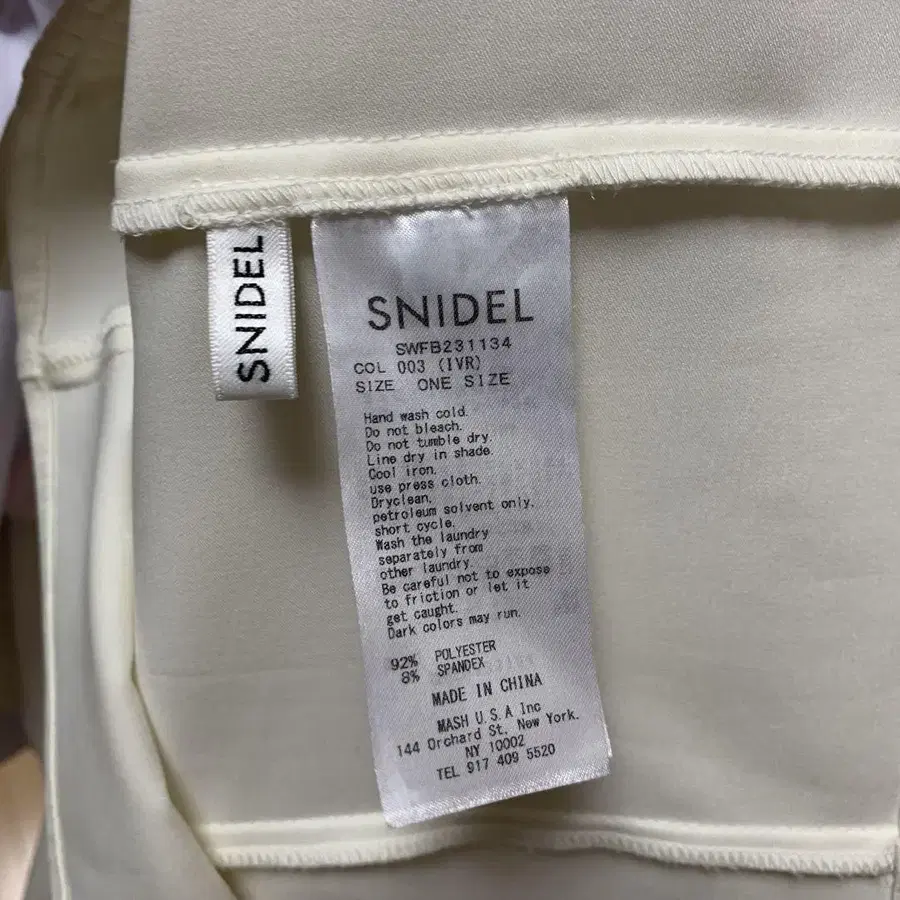 SNIDEL
SNIDEL
SWFB231134
COL 003 (IVR)
SIZE ONE SIZE
Hand wash cold.
Do not bleach.
Do not tumble dry.
Line dry in shade.
Cool iron.
use press cloth.
Dryclean,
petroleum solvent only.
short cycle.
Wash the laundry
separately from
other laundry.
Be careful not to expose
to friction or let it
get caught.
Dark colors may run.
92% POLYESTER
8% SPANDEX
MADE IN CHINA
MASH U.S.A Inc
144 Orchard St. New York.
NY 10002
TEL 917 409 5520